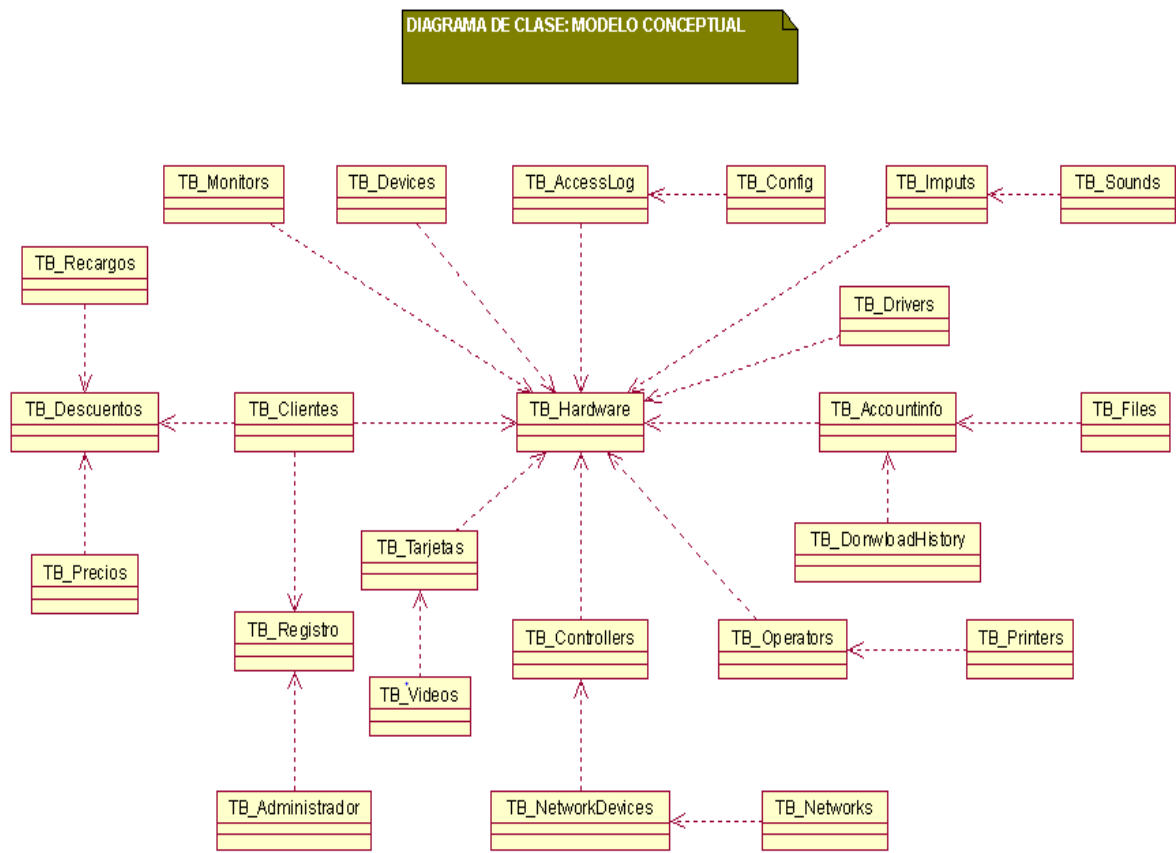 DIAGRAMA DE CLASE: MODELO CONCEPTUAL
TB_Monitors
TB_Devices
TB_AccessLog
TB_Config
TB_Imputs
TB_Sounds
TB_Recargos
TB_Drivers
TB_Descuentos
TB_Clientes
TB_Hardware
TB_Accountinfo
TB_Files
TB_Tarjetas
TB_DonwloadHistory
TB_Precios
TB_Registro
TB_Controllers
TB_Operators
TB_Printers
TB_Videos
TB_Administrador
TB_NetworkDevices
TB_Networks